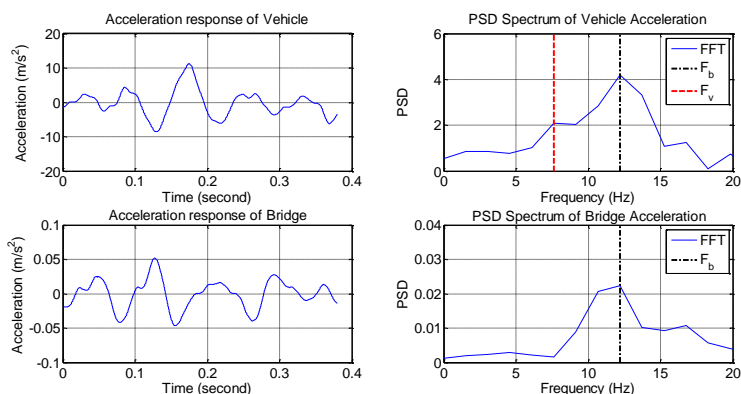 Acceleration response of Vehicle
Acceleration (m/s²)
20
10
0
-10
-20
0 0.1 0.2 0.3 0.4
Time (second)
PSD Spectrum of Vehicle Acceleration
PSD
6
4
2
0
0 5 10 15 20
Frequency (Hz)
FFT
F_b
F_v
Acceleration response of Bridge
Acceleration (m/s²)
0.1
0.05
0
-0.05
-0.1
0 0.1 0.2 0.3 0.4
Time (second)
PSD Spectrum of Bridge Acceleration
PSD
0.04
0.03
0.02
0.01
0
0 5 10 15 20
Frequency (Hz)
FFT
F_b